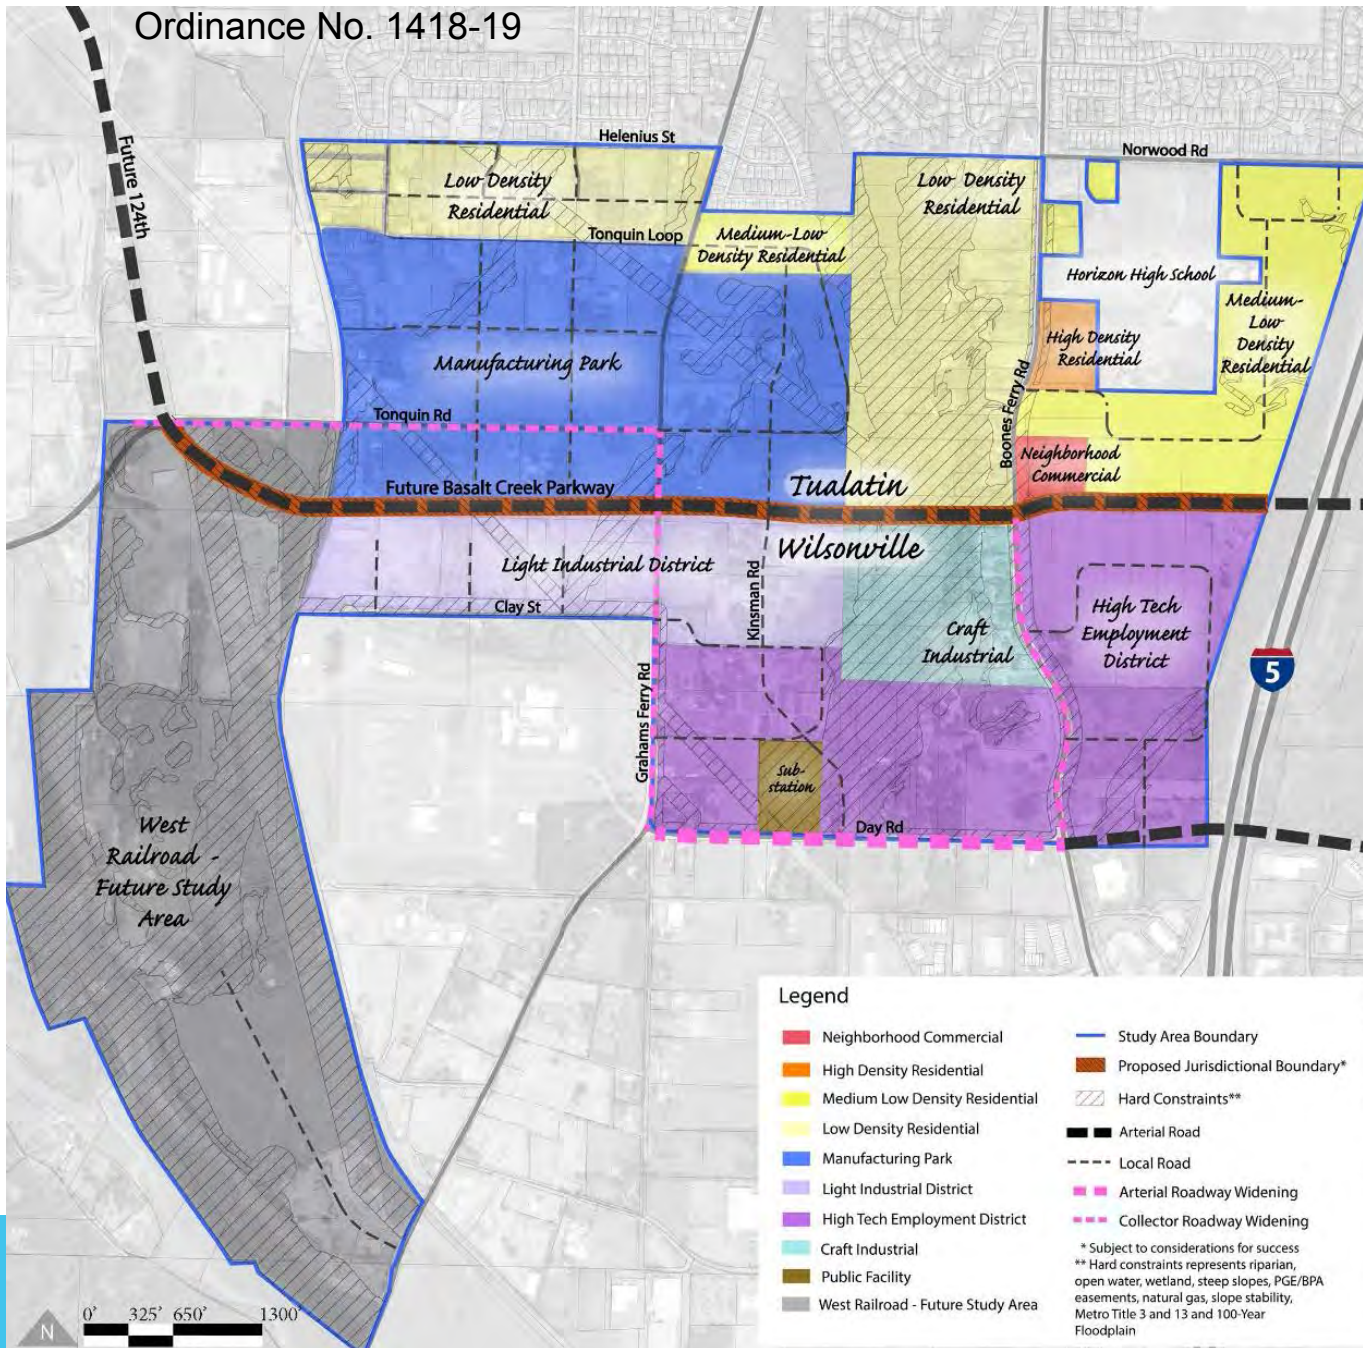 Ordinance No. 1418-19
Helenius St
Norwood Rd
Future 124th
Low Density
Residential
Low Density
Residential
Tonquin Loop
Medium-Low
Density Residential
Horizon High School
Medium-
Low
Density
Residential
High Density
Residential
Manufacturing Park
Boones Ferry Rd
Tonquin Rd
Neighborhood
Commercial
Future Basalt Creek Parkway
Tualatin
Wilsonville
Light Industrial District
Kinsman Rd
Clay St
High Tech
Employment
District
Craft
Industrial
5
Grahams Ferry Rd
Sub-
station
Day Rd
West
Railroad -
Future Study
Area
Legend
Neighborhood Commercial
High Density Residential
Medium Low Density Residential
Low Density Residential
Manufacturing Park
Light Industrial District
High Tech Employment District
Craft Industrial
Public Facility
West Railroad - Future Study Area
Study Area Boundary
Proposed Jurisdictional Boundary*
Hard Constraints**
Arterial Road
Local Road
Arterial Roadway Widening
Collector Roadway Widening
* Subject to considerations for success
** Hard constraints represents riparian,
open water, wetland, steep slopes, PGE/BPA
easements, natural gas, slope stability,
Metro Title 3 and 13 and 100-Year
Floodplain
N
0' 325' 650' 1300'